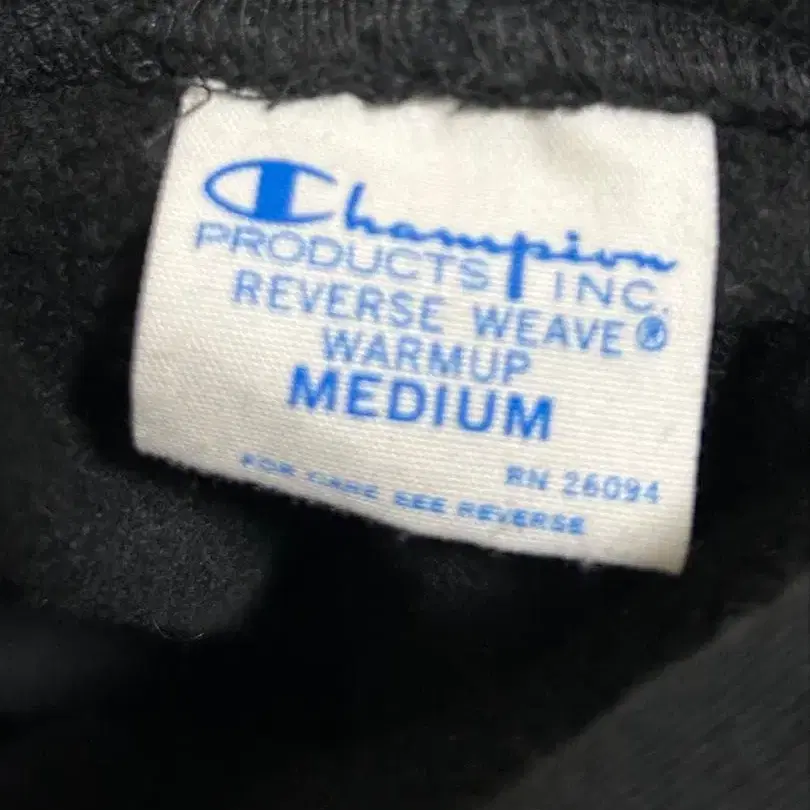 Champion
PRODUCTS INC.
REVERSE WEAVE®
WARMUP
MEDIUM
RN 26094
FOR CARE SEE REVERSE